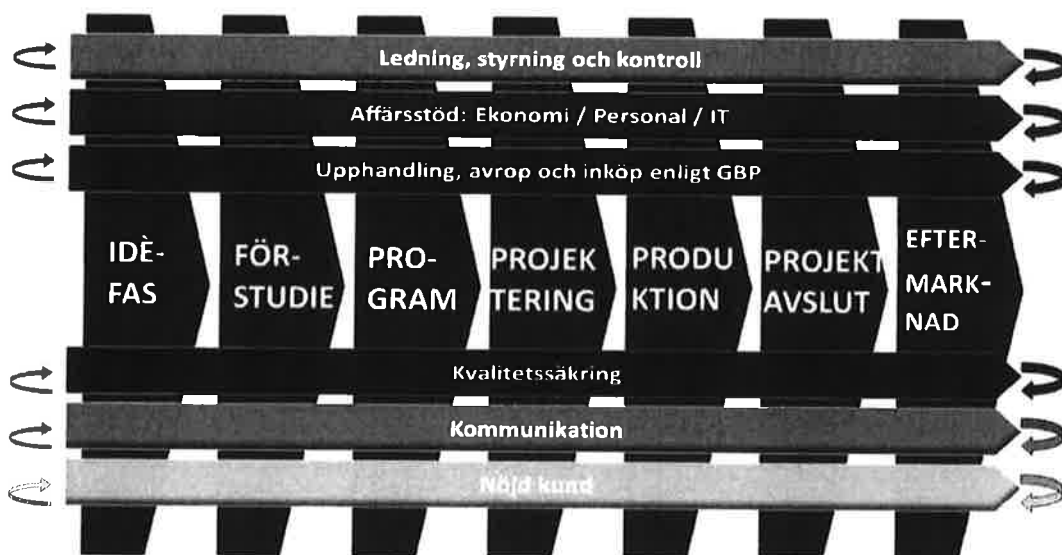 Ledning, styrning och kontroll
Affärsstöd: Ekonomi / Personal / IT
Upphandling, avrop och inköp enligt GBP
IDÈ-
FAS
FÖR-
STUDIE
PRO-
GRAM
PROJEK
TERING
PRODU
KTION
PROJEKT
AVSLUT
EFTER-
MARK-
NAD
Kvalitetssäkring
Kommunikation
Nöjd kund